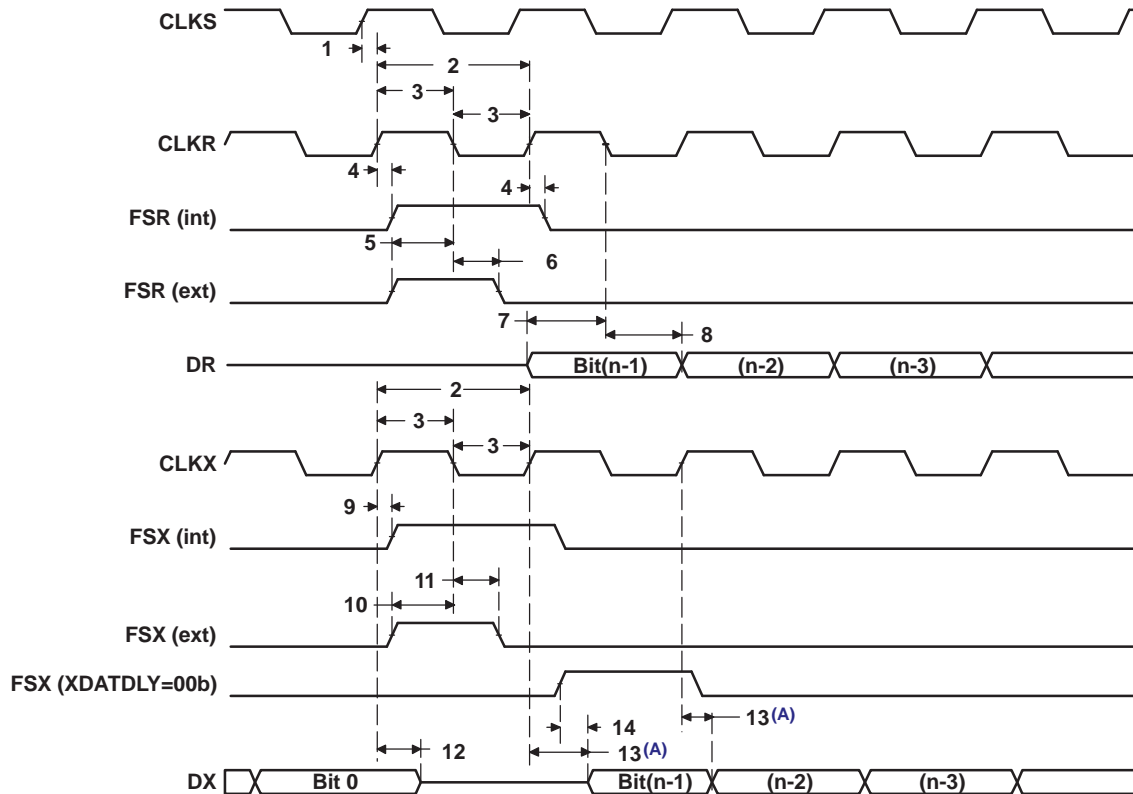 CLKS
1
2
3
3
CLKR
4
4
FSR (int)
5
6
FSR (ext)
7
8
DR
Bit(n-1)
(n-2)
(n-3)
2
3
3
CLKX
9
FSX (int)
11
10
FSX (ext)
FSX (XDATDLY=00b)
13(A)
14
13(A)
12
DX
Bit 0
Bit(n-1)
(n-2)
(n-3)